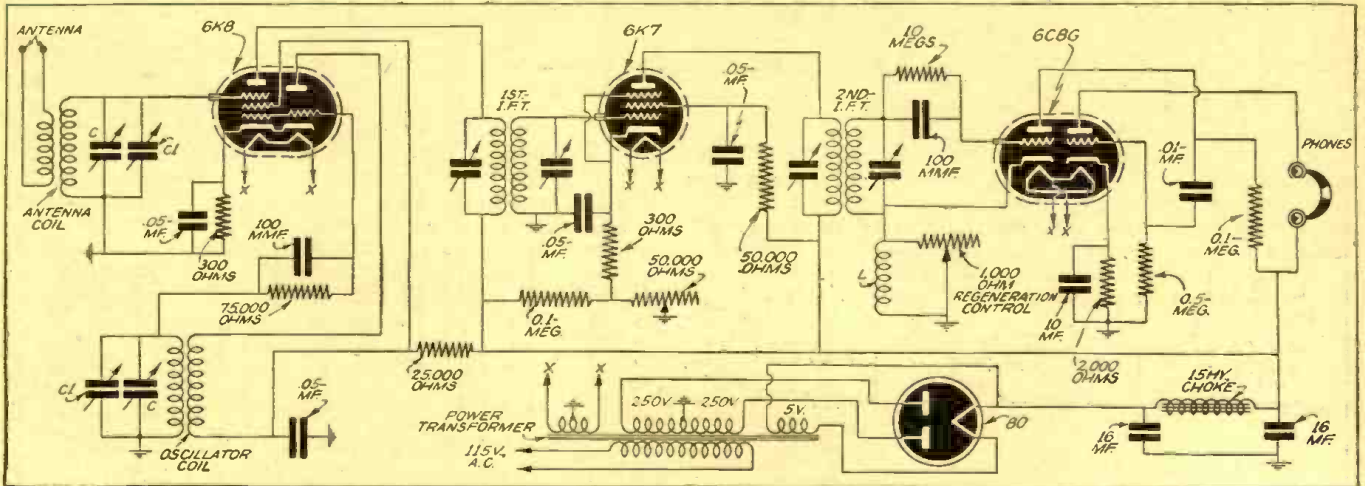 ANTENNA
6K8
6K7
10
MEGS.
6C8G
.05-
MF.
1ST-
I.F.T.
2ND-
I.F.T.
100
MMF.
.01-
MF.
PHONES
C
C1
ANTENNA
COIL
.05-
MF.
300
OHMS
100
MMF.
75,000
OHMS
X
X
X
X
X
X
.05-
MF.
300
OHMS
50,000
OHMS
50,000
OHMS
0.1-
MEG.
L
1,000
OHM
REGENERATION
CONTROL
10
MF.
0.5-
MEG.
0.1-
MEG.
2,000
OHMS
C1
C
OSCILLATOR
COIL
.05-
MF.
25,000
OHMS
X
X
POWER
TRANSFORMER
250V.
250V.
5V.
115V.
A.C.
80
15HY.
CHOKE
16
MF.
16
MF.